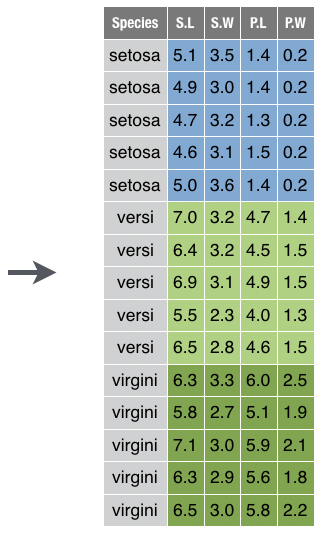 Species S.L S.W P.L P.W
setosa 5.1 3.5 1.4 0.2
setosa 4.9 3.0 1.4 0.2
setosa 4.7 3.2 1.3 0.2
setosa 4.6 3.1 1.5 0.2
setosa 5.0 3.6 1.4 0.2
versi 7.0 3.2 4.7 1.4
versi 6.4 3.2 4.5 1.5
versi 6.9 3.1 4.9 1.5
versi 5.5 2.3 4.0 1.3
versi 6.5 2.8 4.6 1.5
virgini 6.3 3.3 6.0 2.5
virgini 5.8 2.7 5.1 1.9
virgini 7.1 3.0 5.9 2.1
virgini 6.3 2.9 5.6 1.8
virgini 6.5 3.0 5.8 2.2